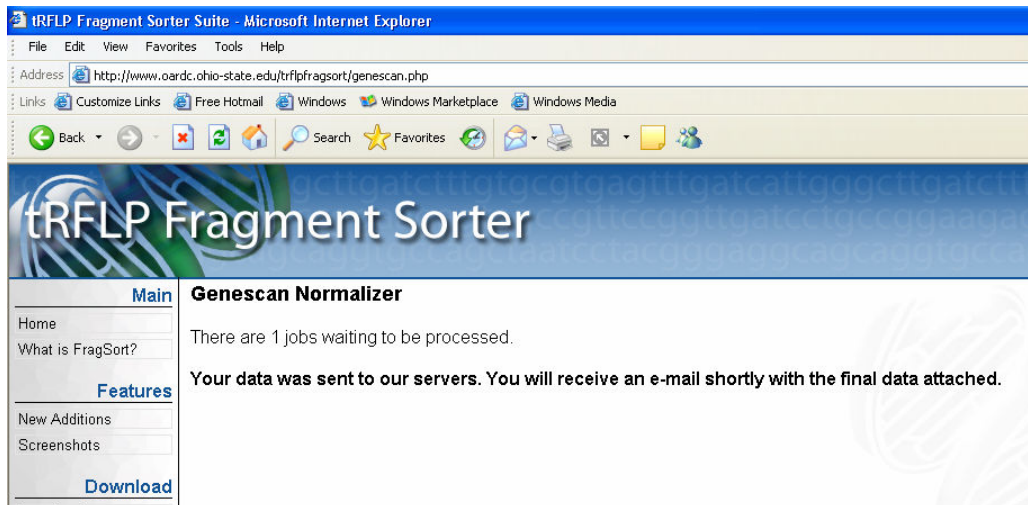 tRFLP Fragment Sorter Suite - Microsoft Internet Explorer
File Edit View Favorites Tools Help
Address http://www.oardc.ohio-state.edu/trflpfragsort/genescan.php
Links Customize Links Free Hotmail Windows Windows Marketplace Windows Media
Back Search Favorites
tRFLP Fragment Sorter
Main
Home
What is FragSort?
Features
New Additions
Screenshots
Download
Genescan Normalizer
There are 1 jobs waiting to be processed.
Your data was sent to our servers. You will receive an e-mail shortly with the final data attached.